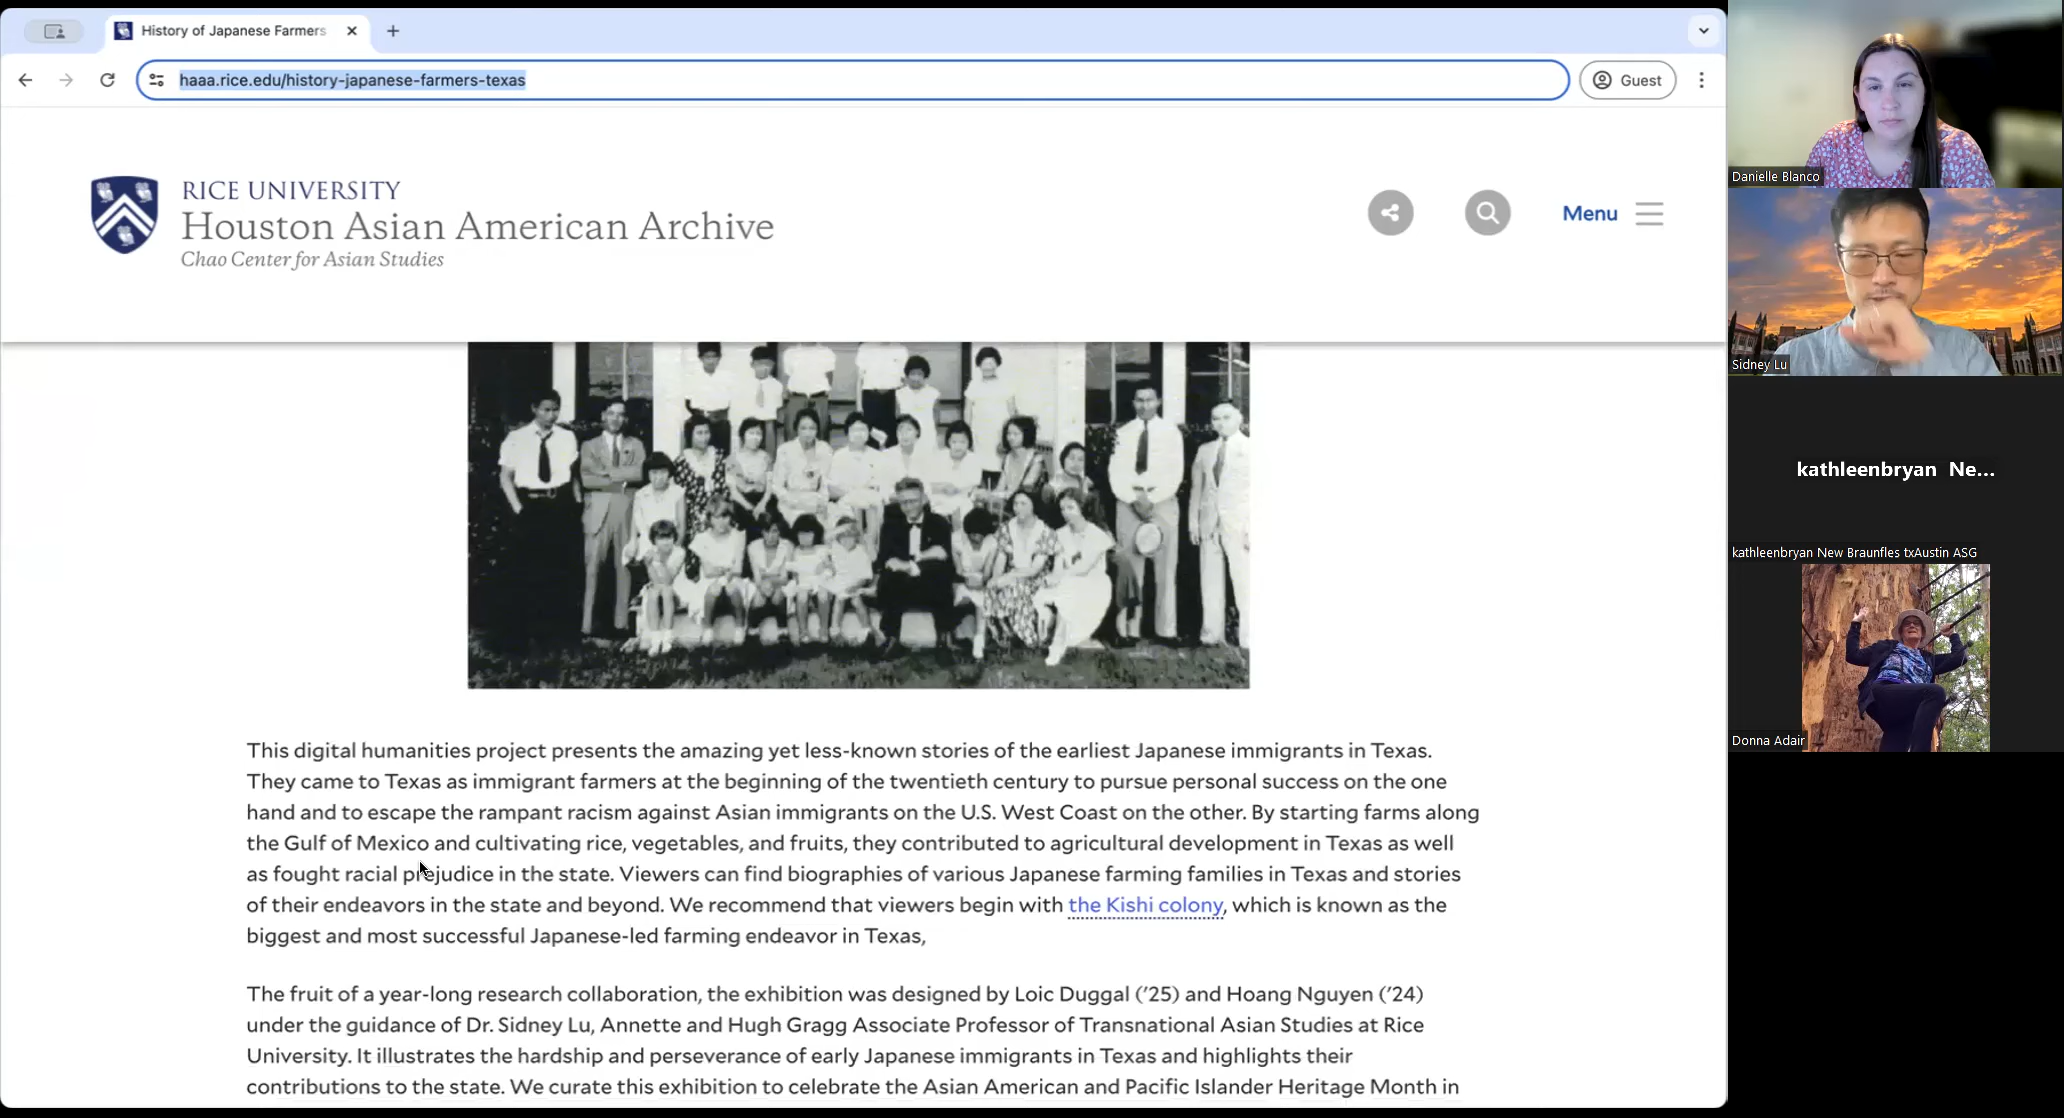 History of Japanese Farmers
haaa.rice.edu/history-japanese-farmers-texas
Guest
RICE UNIVERSITY
Houston Asian American Archive
Chao Center for Asian Studies
Menu
This digital humanities project presents the amazing yet less-known stories of the earliest Japanese immigrants in Texas.
They came to Texas as immigrant farmers at the beginning of the twentieth century to pursue personal success on the one
hand and to escape the rampant racism against Asian immigrants on the U.S. West Coast on the other. By starting farms along
the Gulf of Mexico and cultivating rice, vegetables, and fruits, they contributed to agricultural development in Texas as well
as fought racial prejudice in the state. Viewers can find biographies of various Japanese farming families in Texas and stories
of their endeavors in the state and beyond. We recommend that viewers begin with the Kishi colony, which is known as the
biggest and most successful Japanese-led farming endeavor in Texas,
The fruit of a year-long research collaboration, the exhibition was designed by Loic Duggal ('25) and Hoang Nguyen ('24)
under the guidance of Dr. Sidney Lu, Annette and Hugh Gragg Associate Professor of Transnational Asian Studies at Rice
University. It illustrates the hardship and perseverance of early Japanese immigrants in Texas and highlights their
contributions to the state. We curate this exhibition to celebrate the Asian American and Pacific Islander Heritage Month in
Danielle Blanco
Sidney Lu
kathleenbryan Ne...
kathleenbryan New Braunfles txAustin ASG
Donna Adair